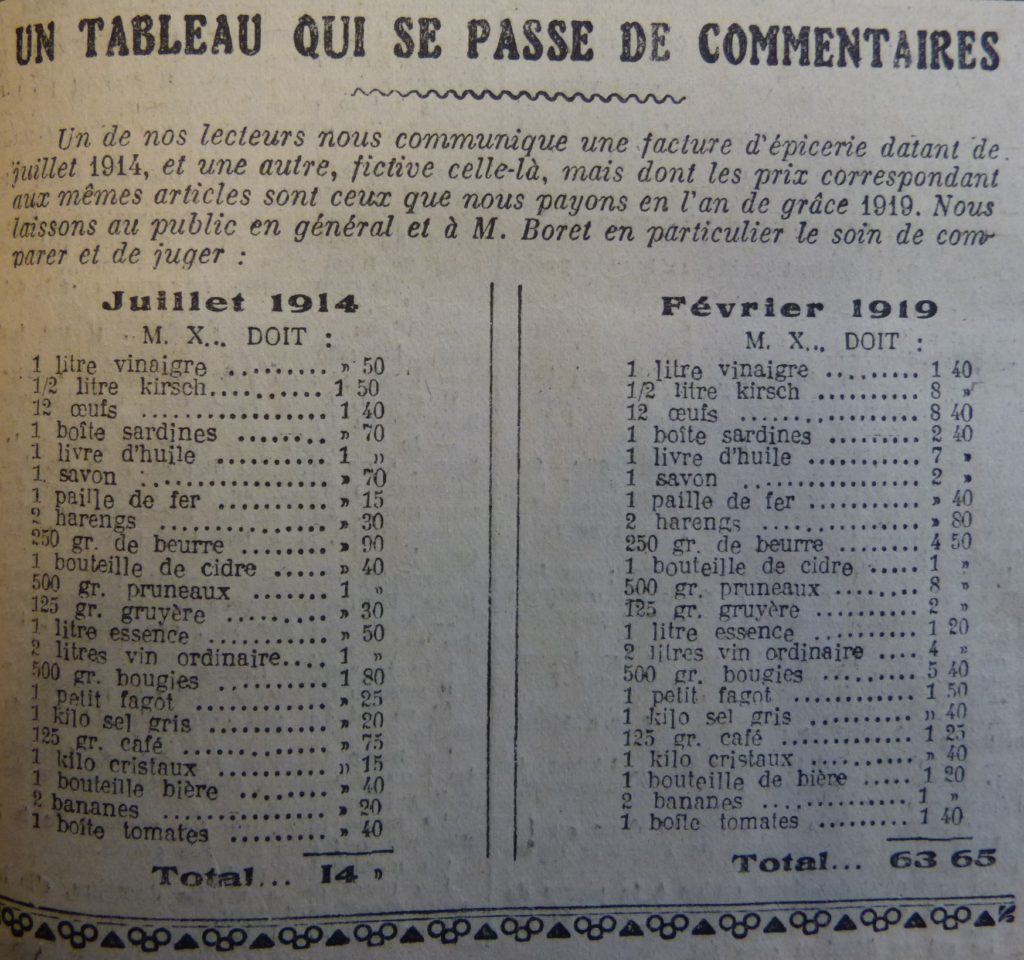 UN TABLEAU QUI SE PASSE DE COMMENTAIRES
Un de nos lecteurs nous communique une facture d'épicerie datant de
juillet 1914, et une autre, fictive celle-là, mais dont les prix correspondant
aux mêmes articles sont ceux que nous payons en l'an de grâce 1919. Nous
laissons au public en général et à M. Boret en particulier le soin de com-
parer et de juger :
Juillet 1914
M. X... DOIT :
1 litre vinaigre ......... » 50
1/2 litre kirsch.......... 1 50
12 œufs ................. 1 40
1 boîte sardines ........ » 70
1 livre d'huile .......... 1 »
1 savon : ............... » 70
1 paille de fer .......... » 15
2 harengs ............... » 30
250 gr. de beurre ........ » 90
1 bouteille de cidre ..... » 40
500 gr. pruneaux ....... 1 »
125 gr. gruyère ......... » 30
1 litre essence .......... » 50
2 litres vin ordinaire.... 1 »
500 gr. bougies .......... 1 80
1 petit fagot ............ » 25
1 kilo sel gris .......... » 20
125 gr. café ............. » 75
1 kilo cristaux .......... » 15
1 bouteille bière ........ » 40
2 bananes ............... » 20
1 boîte tomates ......... » 40
Total... 14 »
Février 1919
M. X... DOIT :
1 litre vinaigre ......... 1 40
1/2 litre kirsch .......... 8 »
12 œufs ................. 8 40
1 boîte sardines ......... 2 40
1 livre d'huile ........... 7 »
1 savon ................. 2 »
1 paille de fer ........... » 40
2 harengs ............... » 80
250 gr. de beurre ........ 4 50
1 bouteille de cidre ..... 1 »
500 gr. pruneaux ........ 8 »
125 gr. gruyère .......... 2 »
1 litre essence .......... 1 20
2 litres vin ordinaire .... 4 »
500 gr. bougies .......... 5 40
1 petit fagot ............ 1 50
1 kilo sel gris .......... » 40
125 gr. café ............. 1 25
1 kilo cristaux .......... » 40
1 bouteille de bière ..... 1 20
2 bananes .............. 1 »
1 boîte tomates ......... 1 40
Total... 63 65